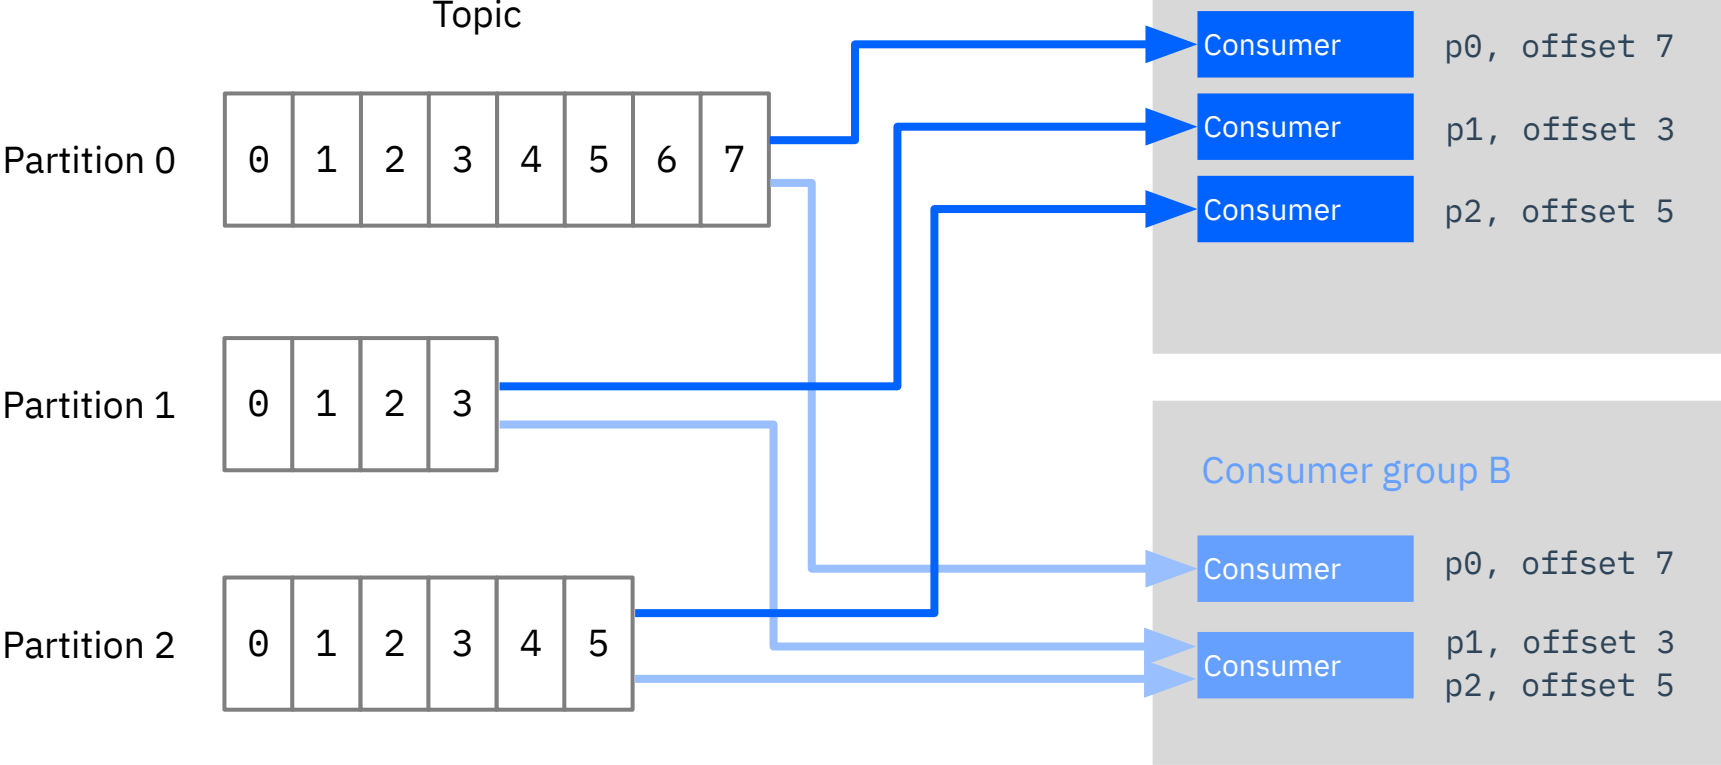 Topic
Partition 0
0 1 2 3 4 5 6 7
Partition 1
0 1 2 3
Partition 2
0 1 2 3 4 5
Consumer p0, offset 7
Consumer p1, offset 3
Consumer p2, offset 5
Consumer group B
Consumer p0, offset 7
Consumer p1, offset 3
p2, offset 5